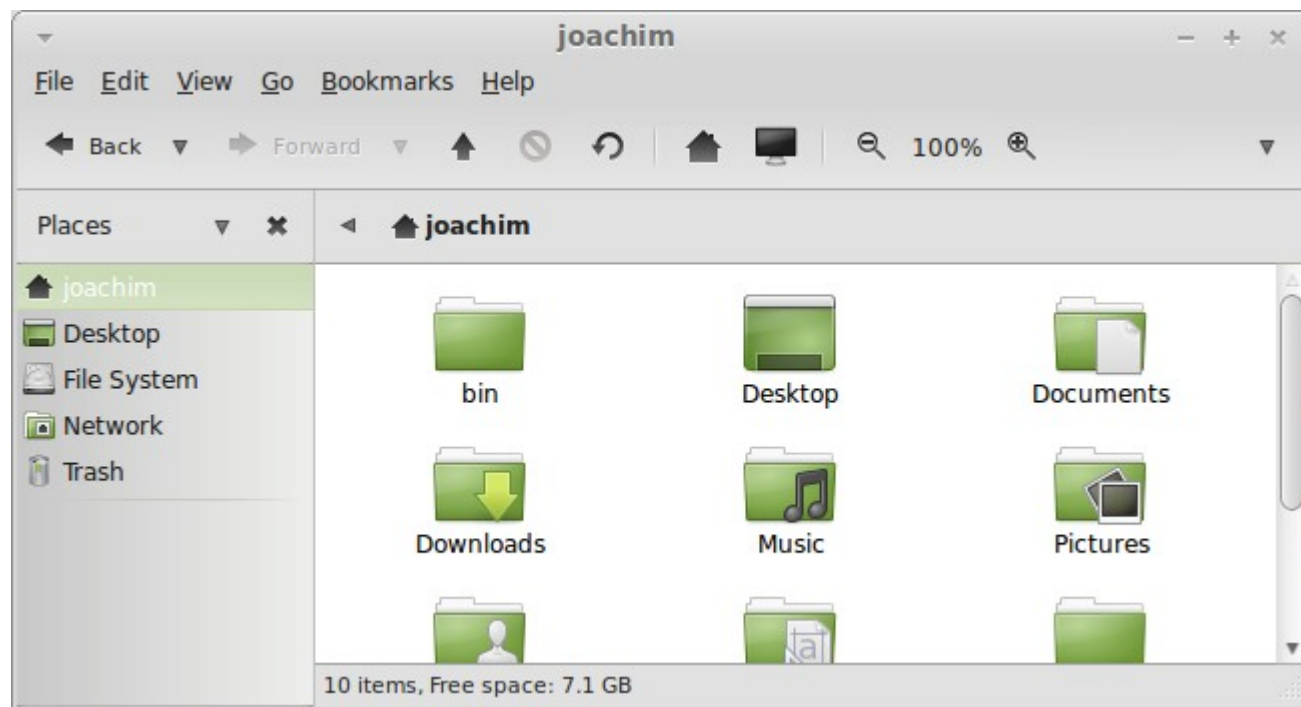 joachim
File Edit View Go Bookmarks Help
Back Forward 100%
Places joachim
joachim
Desktop
File System
Network
Trash
bin Desktop Documents
Downloads Music Pictures
a
10 items, Free space: 7.1 GB